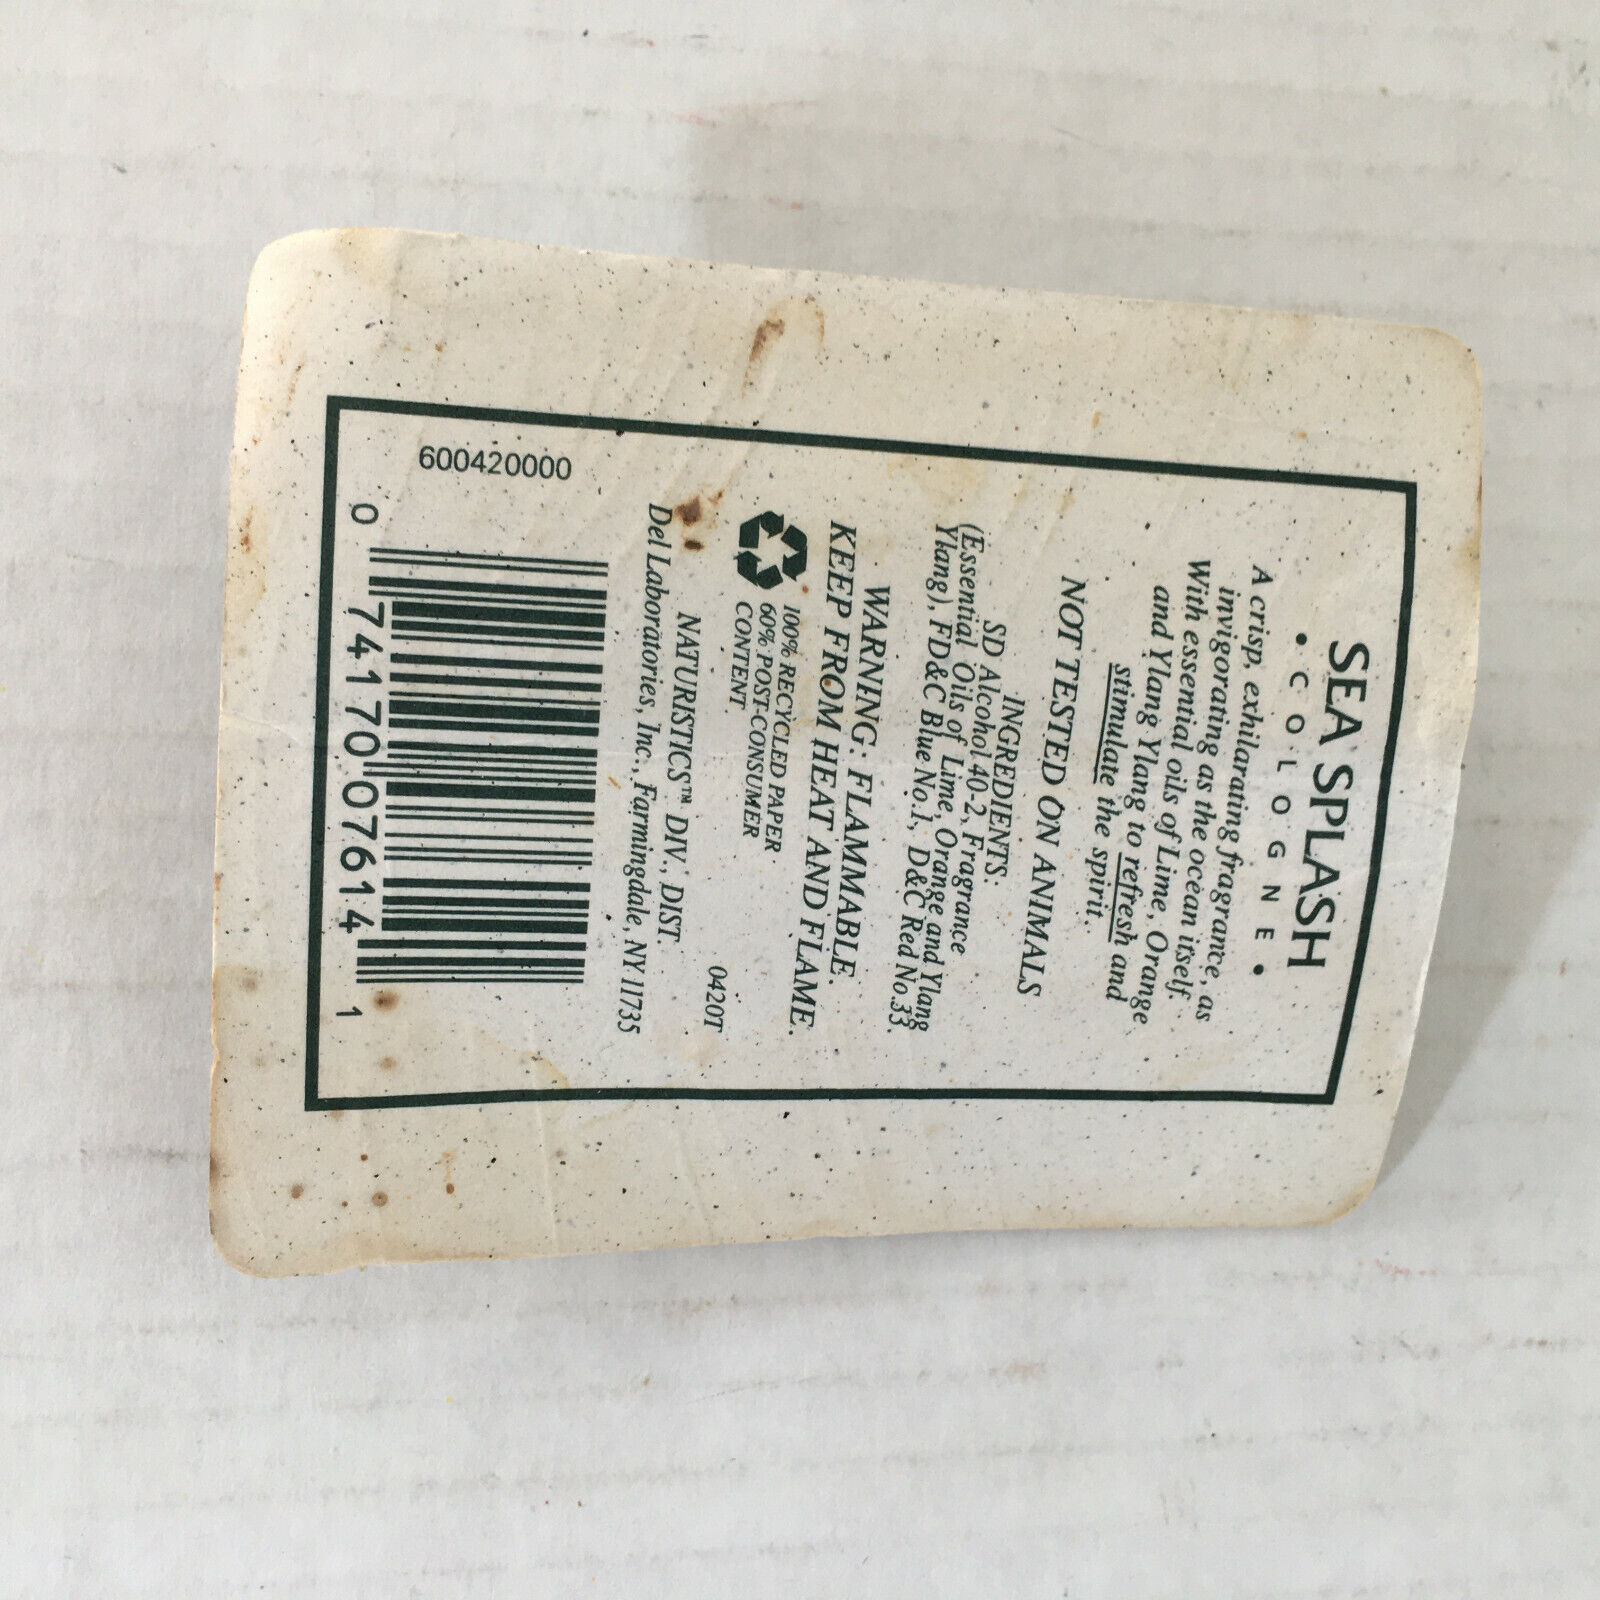 SEA SPLASH
• COLOGNE •
A crisp, exhilarating fragrance, as
invigorating as the ocean itself.
With essential oils of Lime, Orange
and Ylang Ylang to refresh and
stimulate the spirit.
NOT TESTED ON ANIMALS
INGREDIENTS:
SD Alcohol 40-2, Fragrance
(Essential Oils of Lime, Orange and Ylang
Ylang), FD&C Blue No.1, D&C Red No.33.
WARNING: FLAMMABLE.
KEEP FROM HEAT AND FLAME.
100% RECYCLED PAPER
60% POST-CONSUMER
CONTENT
0420T
NATURISTICS™ DIV., DIST.
Del Laboratories, Inc., Farmingdale, NY 11735
600420000
0 74170 07614 1